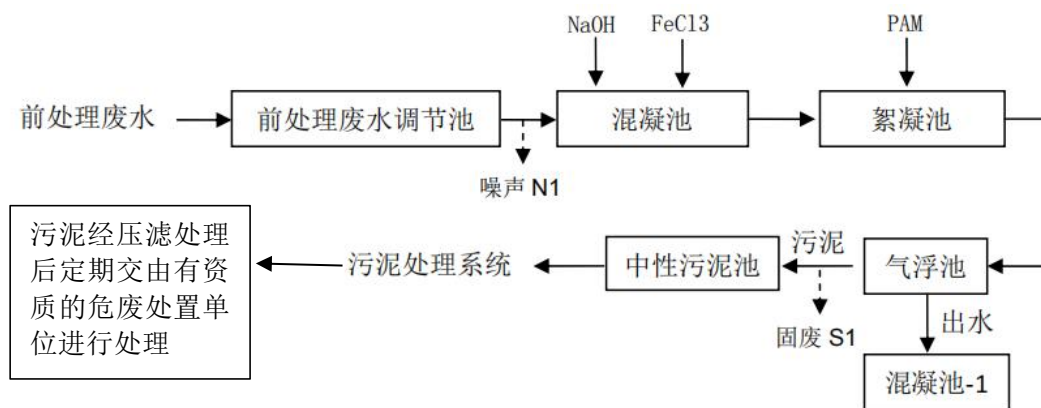 NaOH
FeCl3
PAM
前处理废水
前处理废水调节池
混凝池
絮凝池
噪声 N1
污泥经压滤处理
后定期交由有资
质的危废处置单
位进行处理
污泥处理系统
中性污泥池
污泥
气浮池
固废 S1
出水
混凝池-1